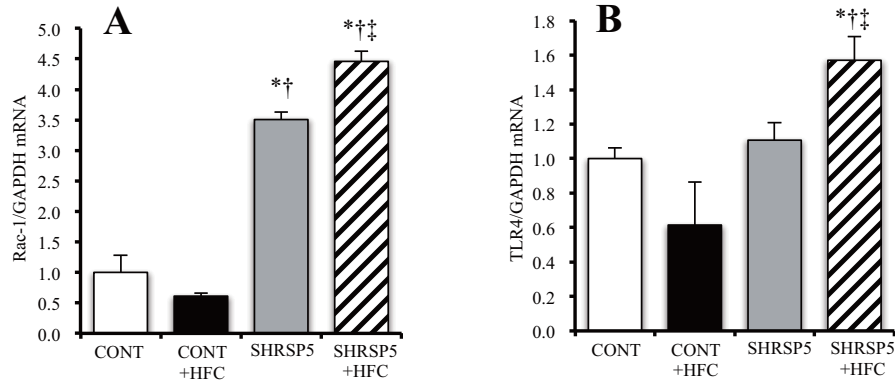 A
Rac-1/GAPDH mRNA
5.0
4.5
4.0
3.5
3.0
2.5
2.0
1.5
1.0
0.5
0.0
*†
*†‡
CONT
CONT
+HFC
SHRSP5
SHRSP5
+HFC
B
TLR4/GAPDH mRNA
1.8
1.6
1.4
1.2
1.0
0.8
0.6
0.4
0.2
0.0
*†‡
CONT
CONT
+HFC
SHRSP5
SHRSP5
+HFC